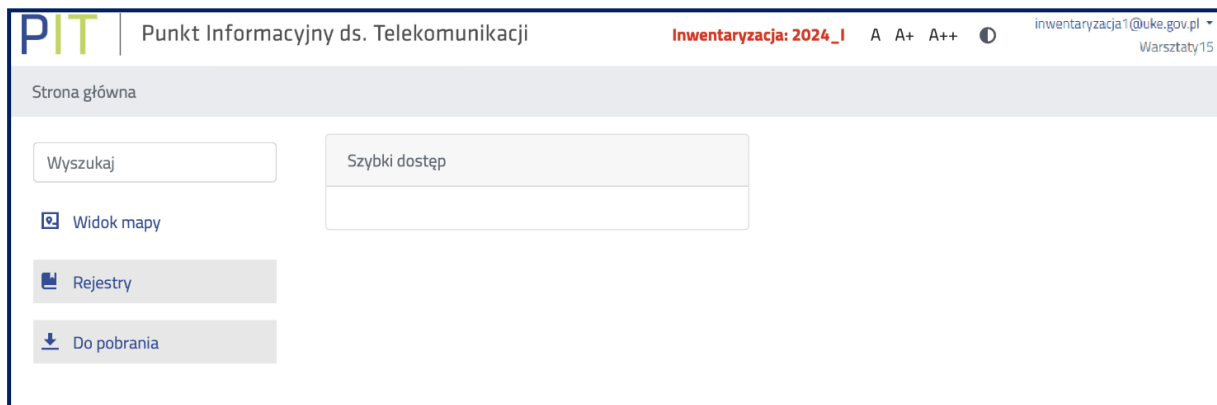 PIT Punkt Informacyjny ds. Telekomunikacji Inwentaryzacja: 2024_I A A+ A++ inwentaryzacja1@uke.gov.pl
Warsztaty15
Strona główna
Wyszukaj
Szybki dostęp
Widok mapy
Rejestry
Do pobrania